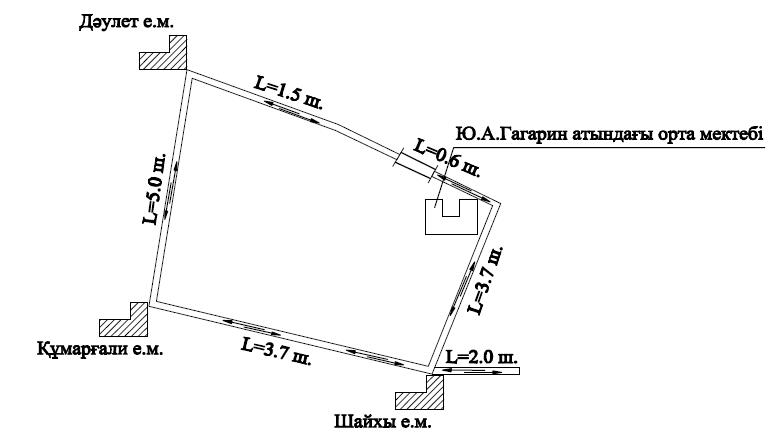 Дәулет е.м.
L=1.5 ш.
Ю.А.Гагарин атындағы орта мектебі
L=0.6 ш.
L=5.0 ш.
L=3.7 ш.
Құмарғали е.м.
L=3.7 ш.
L=2.0 ш.
Шайхы е.м.